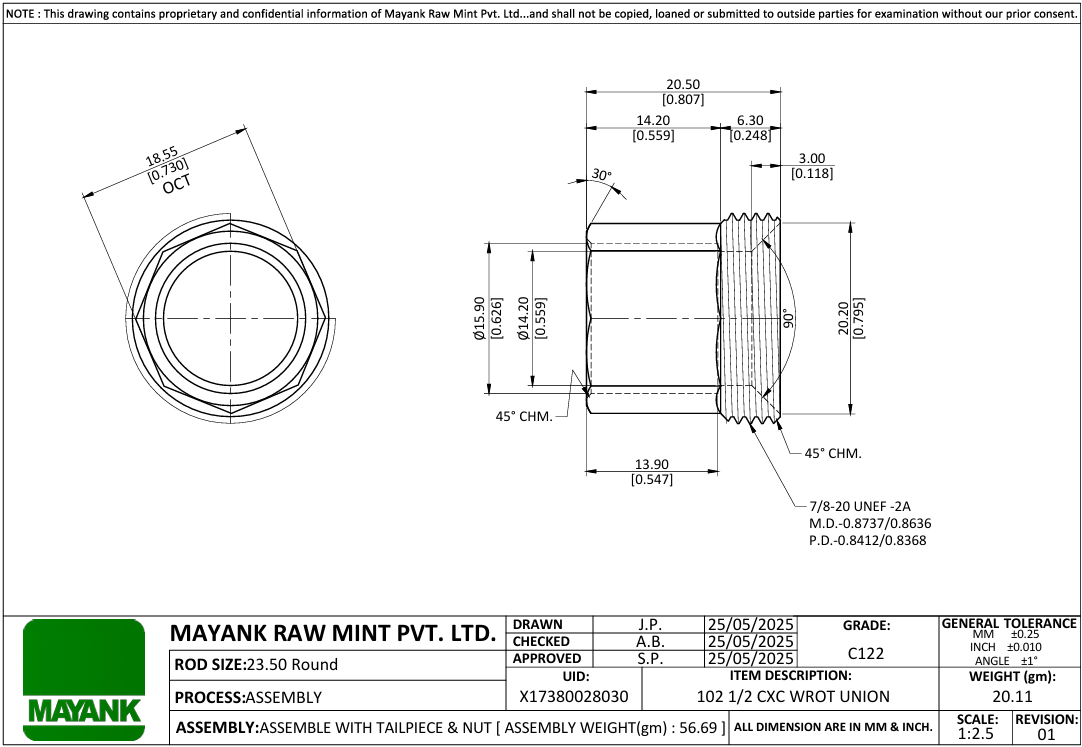 NOTE : This drawing contains proprietary and confidential information of Mayank Raw Mint Pvt. Ltd...and shall not be copied, loaned or submitted to outside parties for examination without our prior consent.
20.50
[0.807]
14.20
[0.559]
6.30
[0.248]
3.00
[0.118]
18.55
[0.730]
OCT
30°
Ø15.90
[0.626]
Ø14.20
[0.559]
90°
20.20
[0.795]
45° CHM.
45° CHM.
13.90
[0.547]
7/8-20 UNEF -2A
M.D.-0.8737/0.8636
P.D.-0.8412/0.8368
MAYANK
MAYANK RAW MINT PVT. LTD.
ROD SIZE:23.50 Round
PROCESS:ASSEMBLY
ASSEMBLY:ASSEMBLE WITH TAILPIECE & NUT [ ASSEMBLY WEIGHT(gm) : 56.69 ]
DRAWN J.P. 25/05/2025
CHECKED A.B. 25/05/2025
APPROVED S.P. 25/05/2025
GRADE:
C122
GENERAL TOLERANCE
MM ±0.25
INCH ±0.010
ANGLE ±1°
UID:
X17380028030
ITEM DESCRIPTION:
102 1/2 CXC WROT UNION
WEIGHT (gm):
20.11
ALL DIMENSION ARE IN MM & INCH.
SCALE:
1:2.5
REVISION:
01